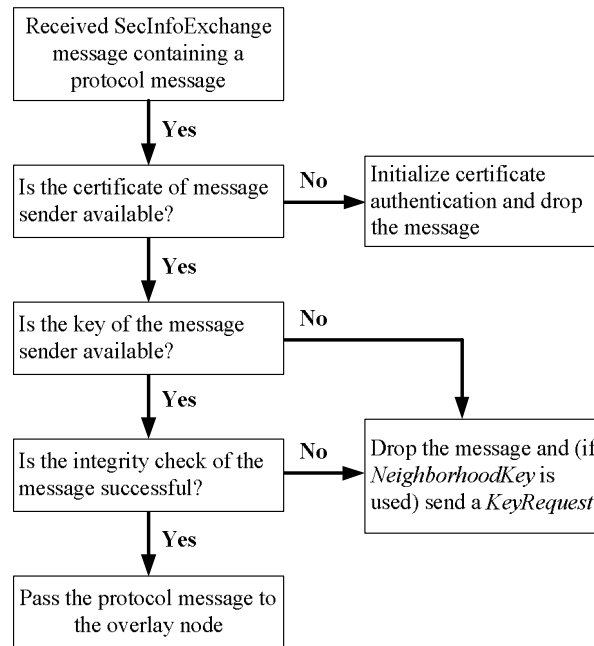 Received SecInfoExchange
message containing a
protocol message
Yes
Is the certificate of message
sender available?
No
Initialize certificate
authentication and drop
the message
Yes
Is the key of the message
sender available?
No
Yes
Is the integrity check of the
message successful?
No
Drop the message and (if
NeighborhoodKey is
used) send a KeyRequest
Yes
Pass the protocol message to
the overlay node